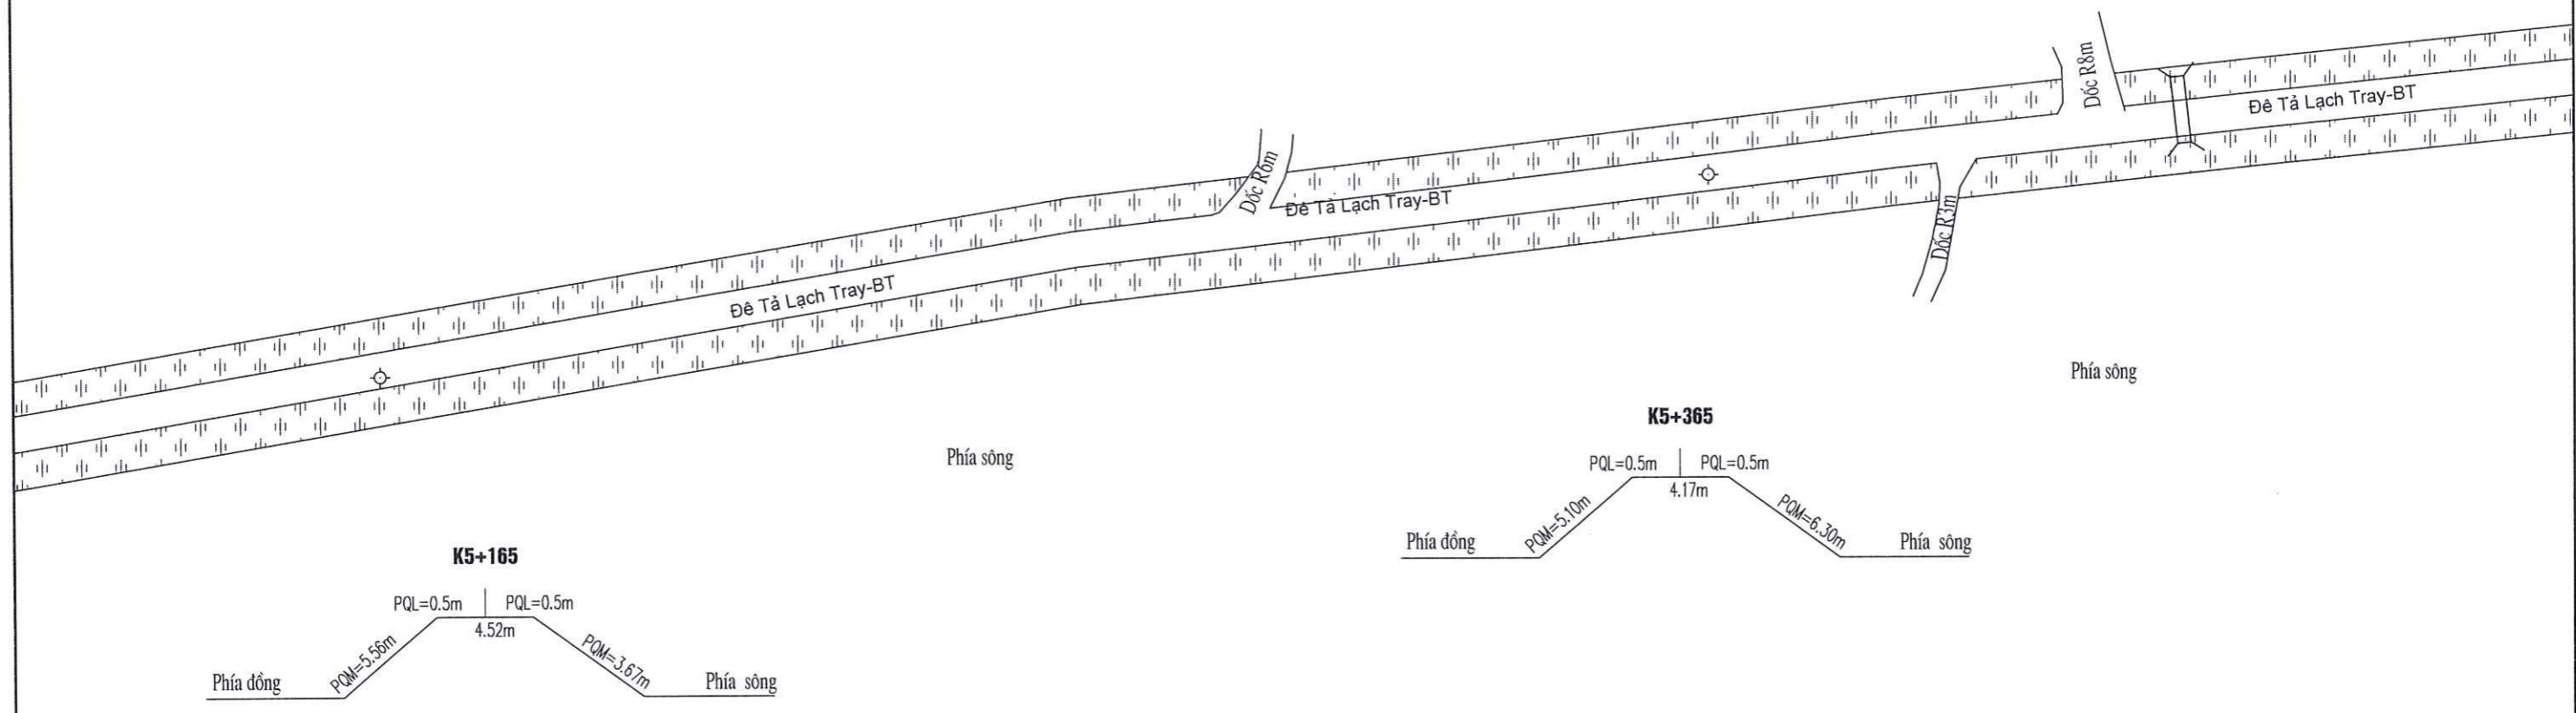 Dốc R8m
Đê Tả Lạch Tray-BT
Dốc R6m
Đê Tả Lạch Tray-BT
Dốc R3m
Đê Tả Lạch Tray-BT
Phía sông
Phía sông
K5+365
PQL=0.5m PQL=0.5m
4.17m
PQM=5.10m
PQM=6.30m
Phía đồng
Phía sông
K5+165
PQL=0.5m PQL=0.5m
4.52m
PQM=5.56m
PQM=3.67m
Phía đồng
Phía sông